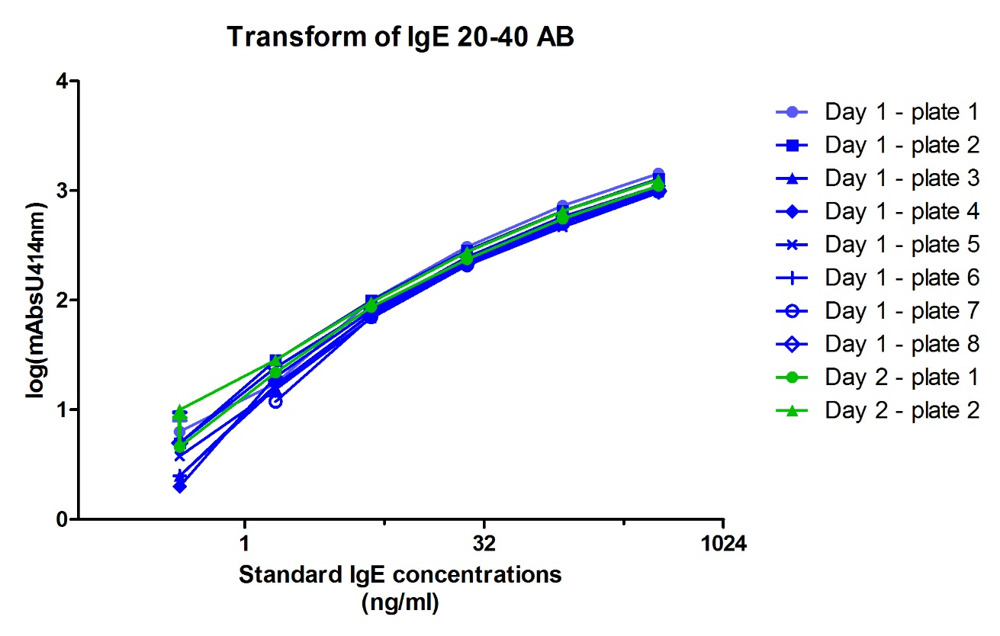 Transform of IgE 20-40 AB
4
3
2
1
0
log(mAbsU414nm)
1
32
1024
Standard IgE concentrations
(ng/ml)
Day 1 - plate 1
Day 1 - plate 2
Day 1 - plate 3
Day 1 - plate 4
Day 1 - plate 5
Day 1 - plate 6
Day 1 - plate 7
Day 1 - plate 8
Day 2 - plate 1
Day 2 - plate 2